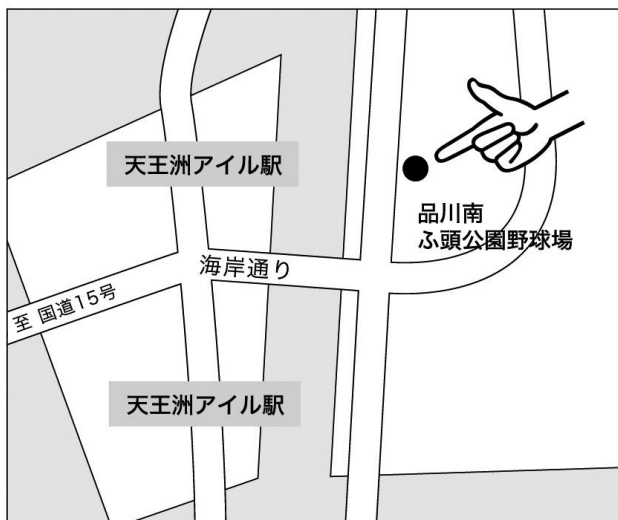 天王洲アイル駅
品川南
ふ頭公園野球場
海岸通り
至 国道15号
天王洲アイル駅